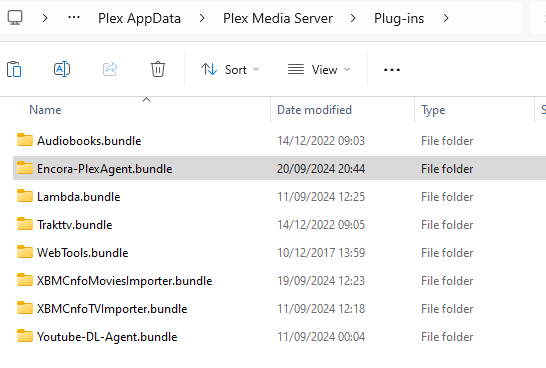 ... Plex AppData Plex Media Server Plug-ins
Sort View ...
Name Date modified Type S
Audiobooks.bundle 14/12/2022 09:03 File folder
Encora-PlexAgent.bundle 20/09/2024 20:44 File folder
Lambda.bundle 11/09/2024 12:25 File folder
Trakttv.bundle 14/12/2022 09:05 File folder
WebTools.bundle 10/12/2017 13:59 File folder
XBMCnfoMoviesImporter.bundle 19/09/2024 12:23 File folder
XBMCnfoTVImporter.bundle 11/09/2024 12:18 File folder
Youtube-DL-Agent.bundle 11/09/2024 00:04 File folder